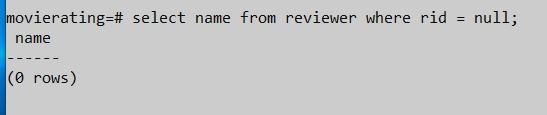 movierating=# select name from reviewer where rid = null;
name
------
(0 rows)